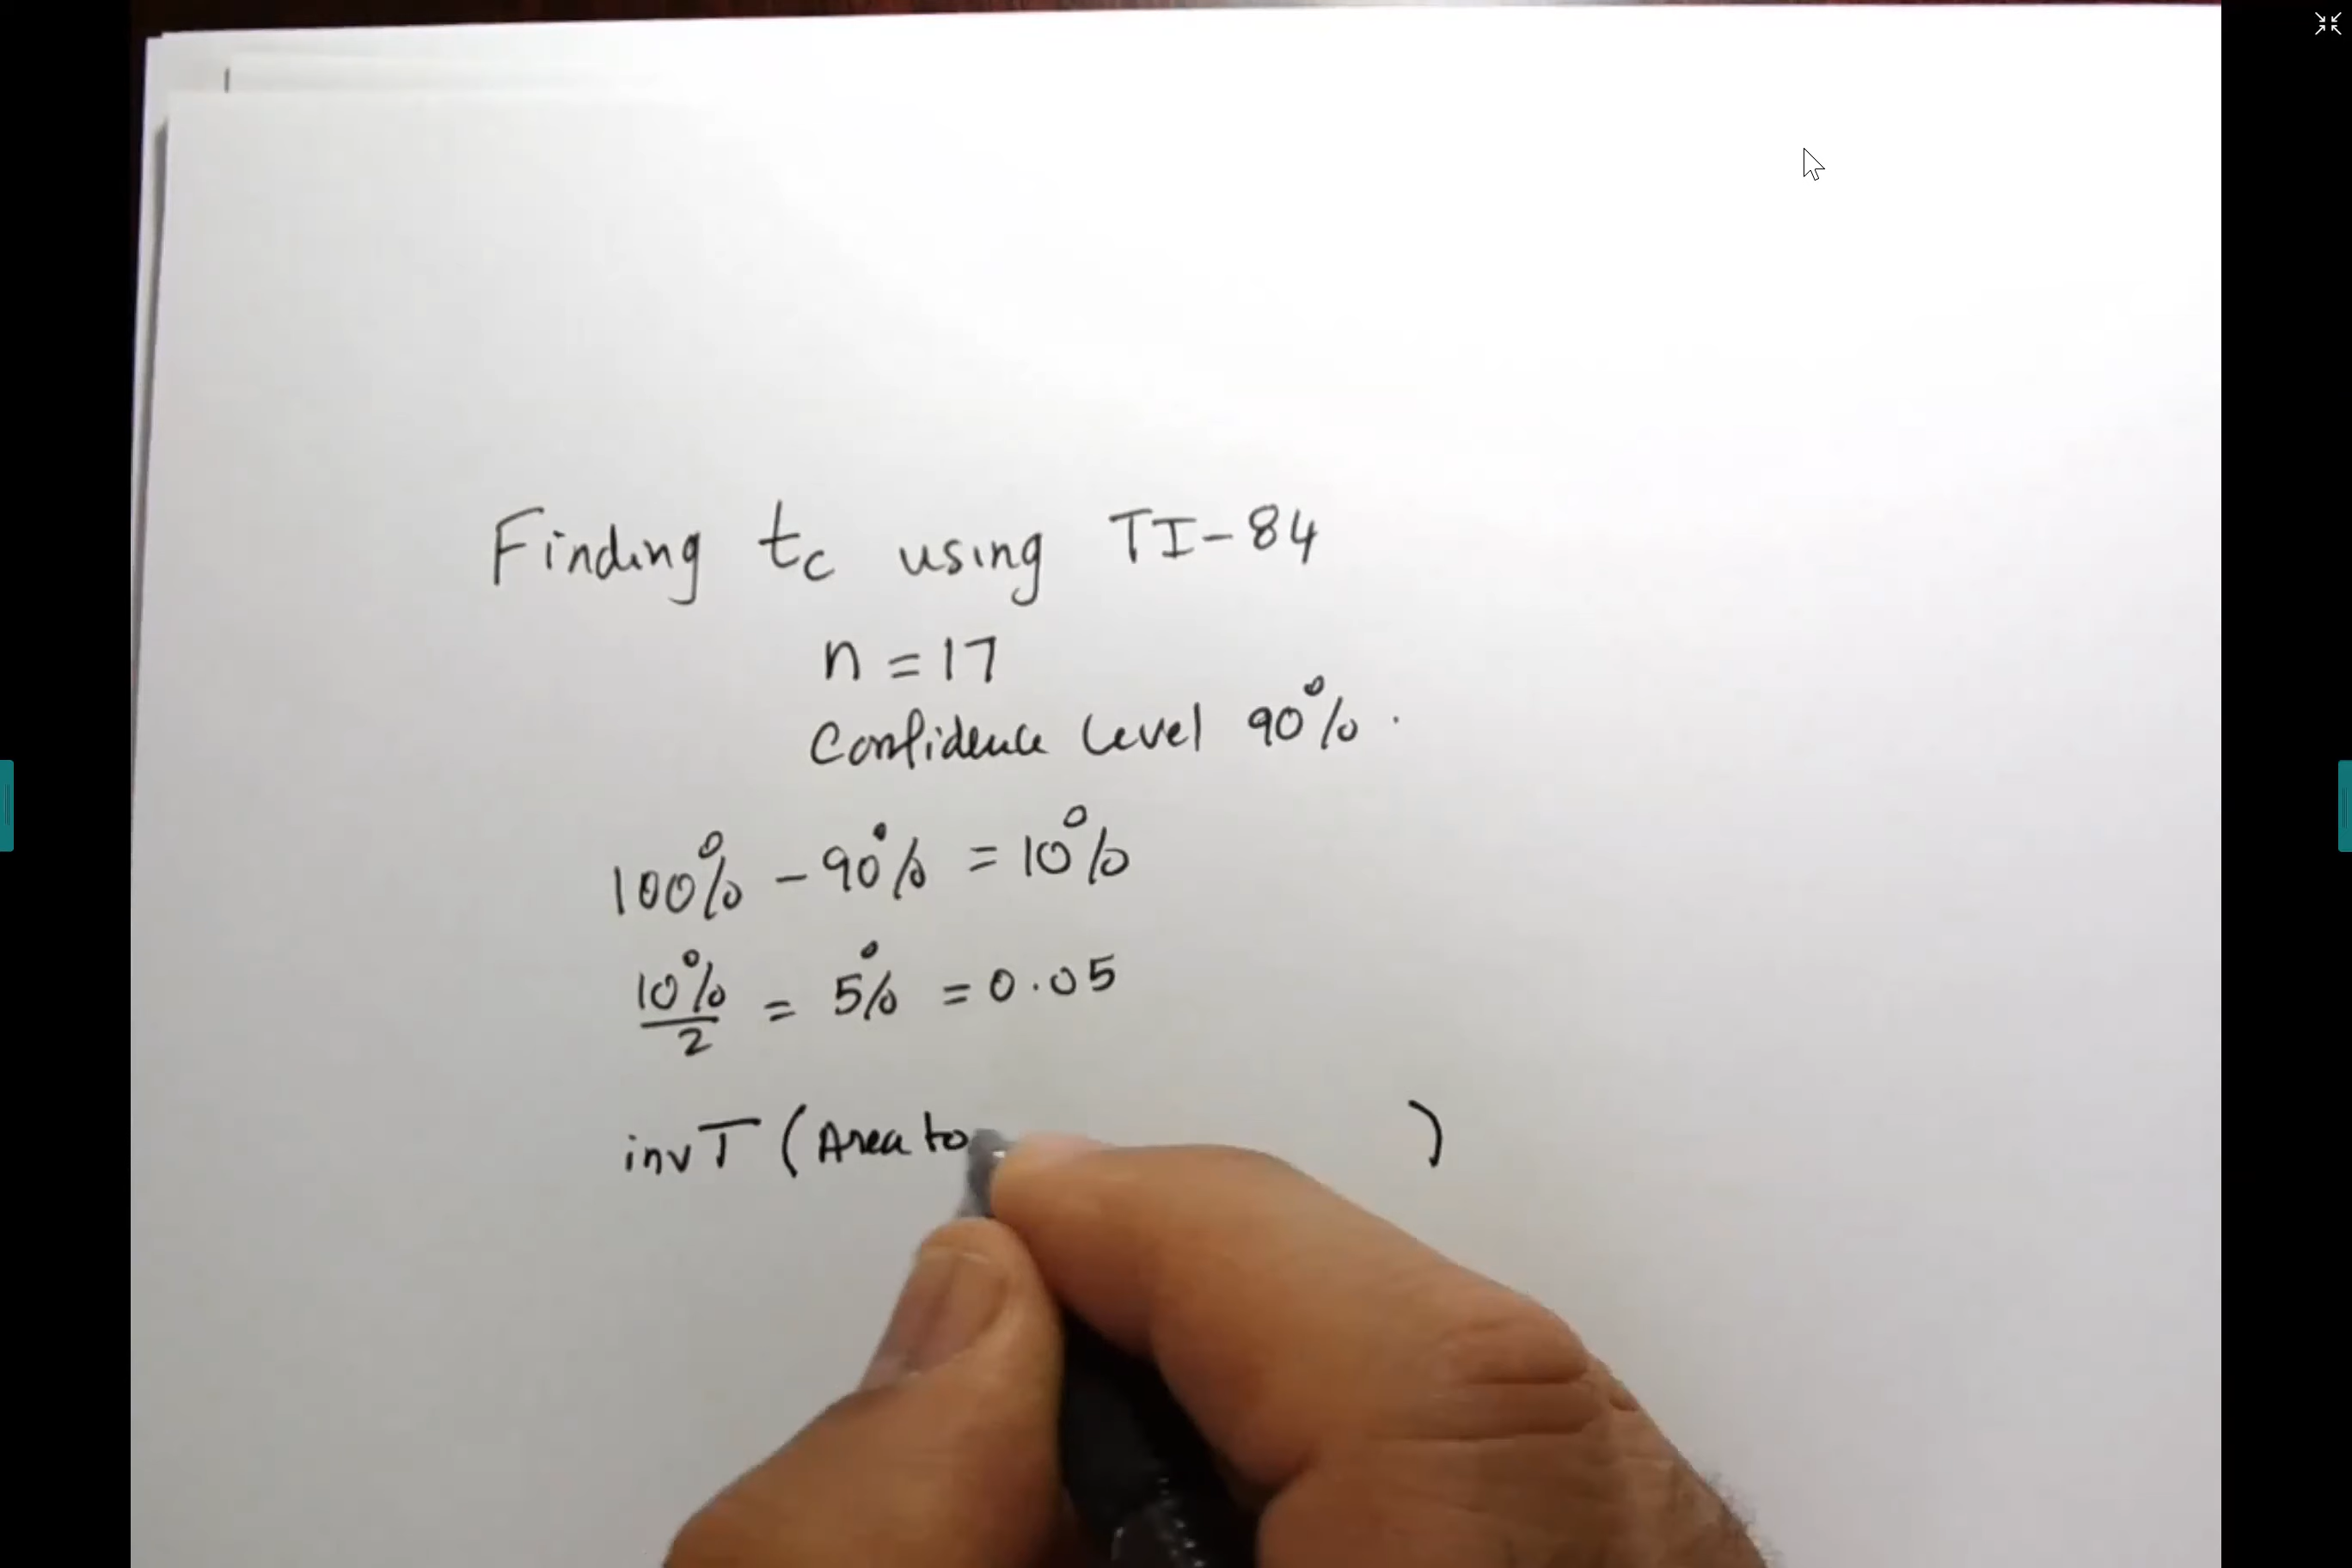 Finding tc using TI-84
n = 17
Confidence Level 90% .
100% - 90% = 10%
10%/2 = 5% = 0.05
invT (Area to )